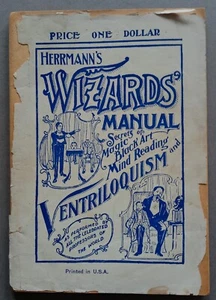 PRICE ONE DOLLAR
HERRMANN'S
WIZARDS'
MANUAL
Secrets of
Magic
Black Art
Mind Reading and
VENTRILOQUISM
AS PERFORMED
BY ALL THE CELEBRATED
PROFESSORS OF
THE WORLD
Printed in U.S.A.